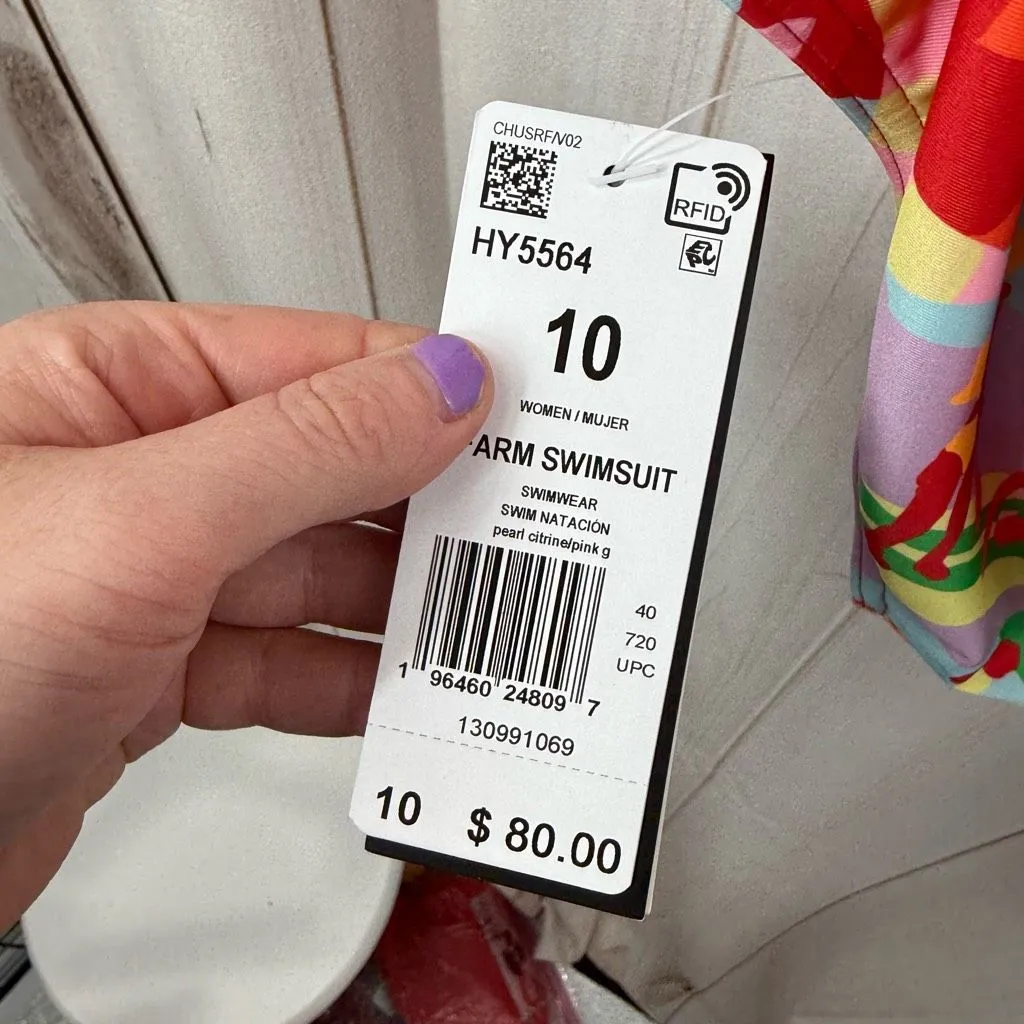 CHUSRF/V02
RFID
EPC
HY5564
10
WOMEN / MUJER
SWIMSUIT
SWIMWEAR
SWIM NATACIÓN
pearl citrine/pink g
40
720
UPC
1 96460 24809 7
130991069
10 $ 80.00